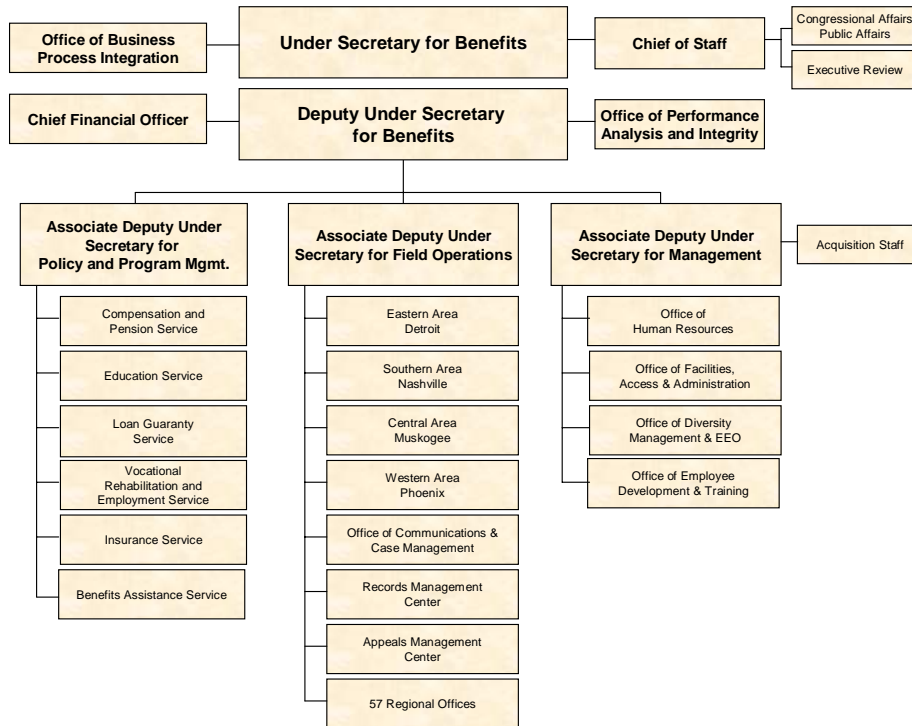 Office of Business
Process Integration
Under Secretary for Benefits
Chief of Staff
Congressional Affairs
Public Affairs
Executive Review
Chief Financial Officer
Deputy Under Secretary
for Benefits
Office of Performance
Analysis and Integrity
Associate Deputy Under
Secretary for
Policy and Program Mgmt.
Associate Deputy Under
Secretary for Field Operations
Associate Deputy Under
Secretary for Management
Acquisition Staff
Compensation and
Pension Service
Education Service
Loan Guaranty
Service
Vocational
Rehabilitation and
Employment Service
Insurance Service
Benefits Assistance Service
Eastern Area
Detroit
Southern Area
Nashville
Central Area
Muskogee
Western Area
Phoenix
Office of Communications &
Case Management
Records Management
Center
Appeals Management
Center
57 Regional Offices
Office of
Human Resources
Office of Facilities,
Access & Administration
Office of Diversity
Management & EEO
Office of Employee
Development & Training